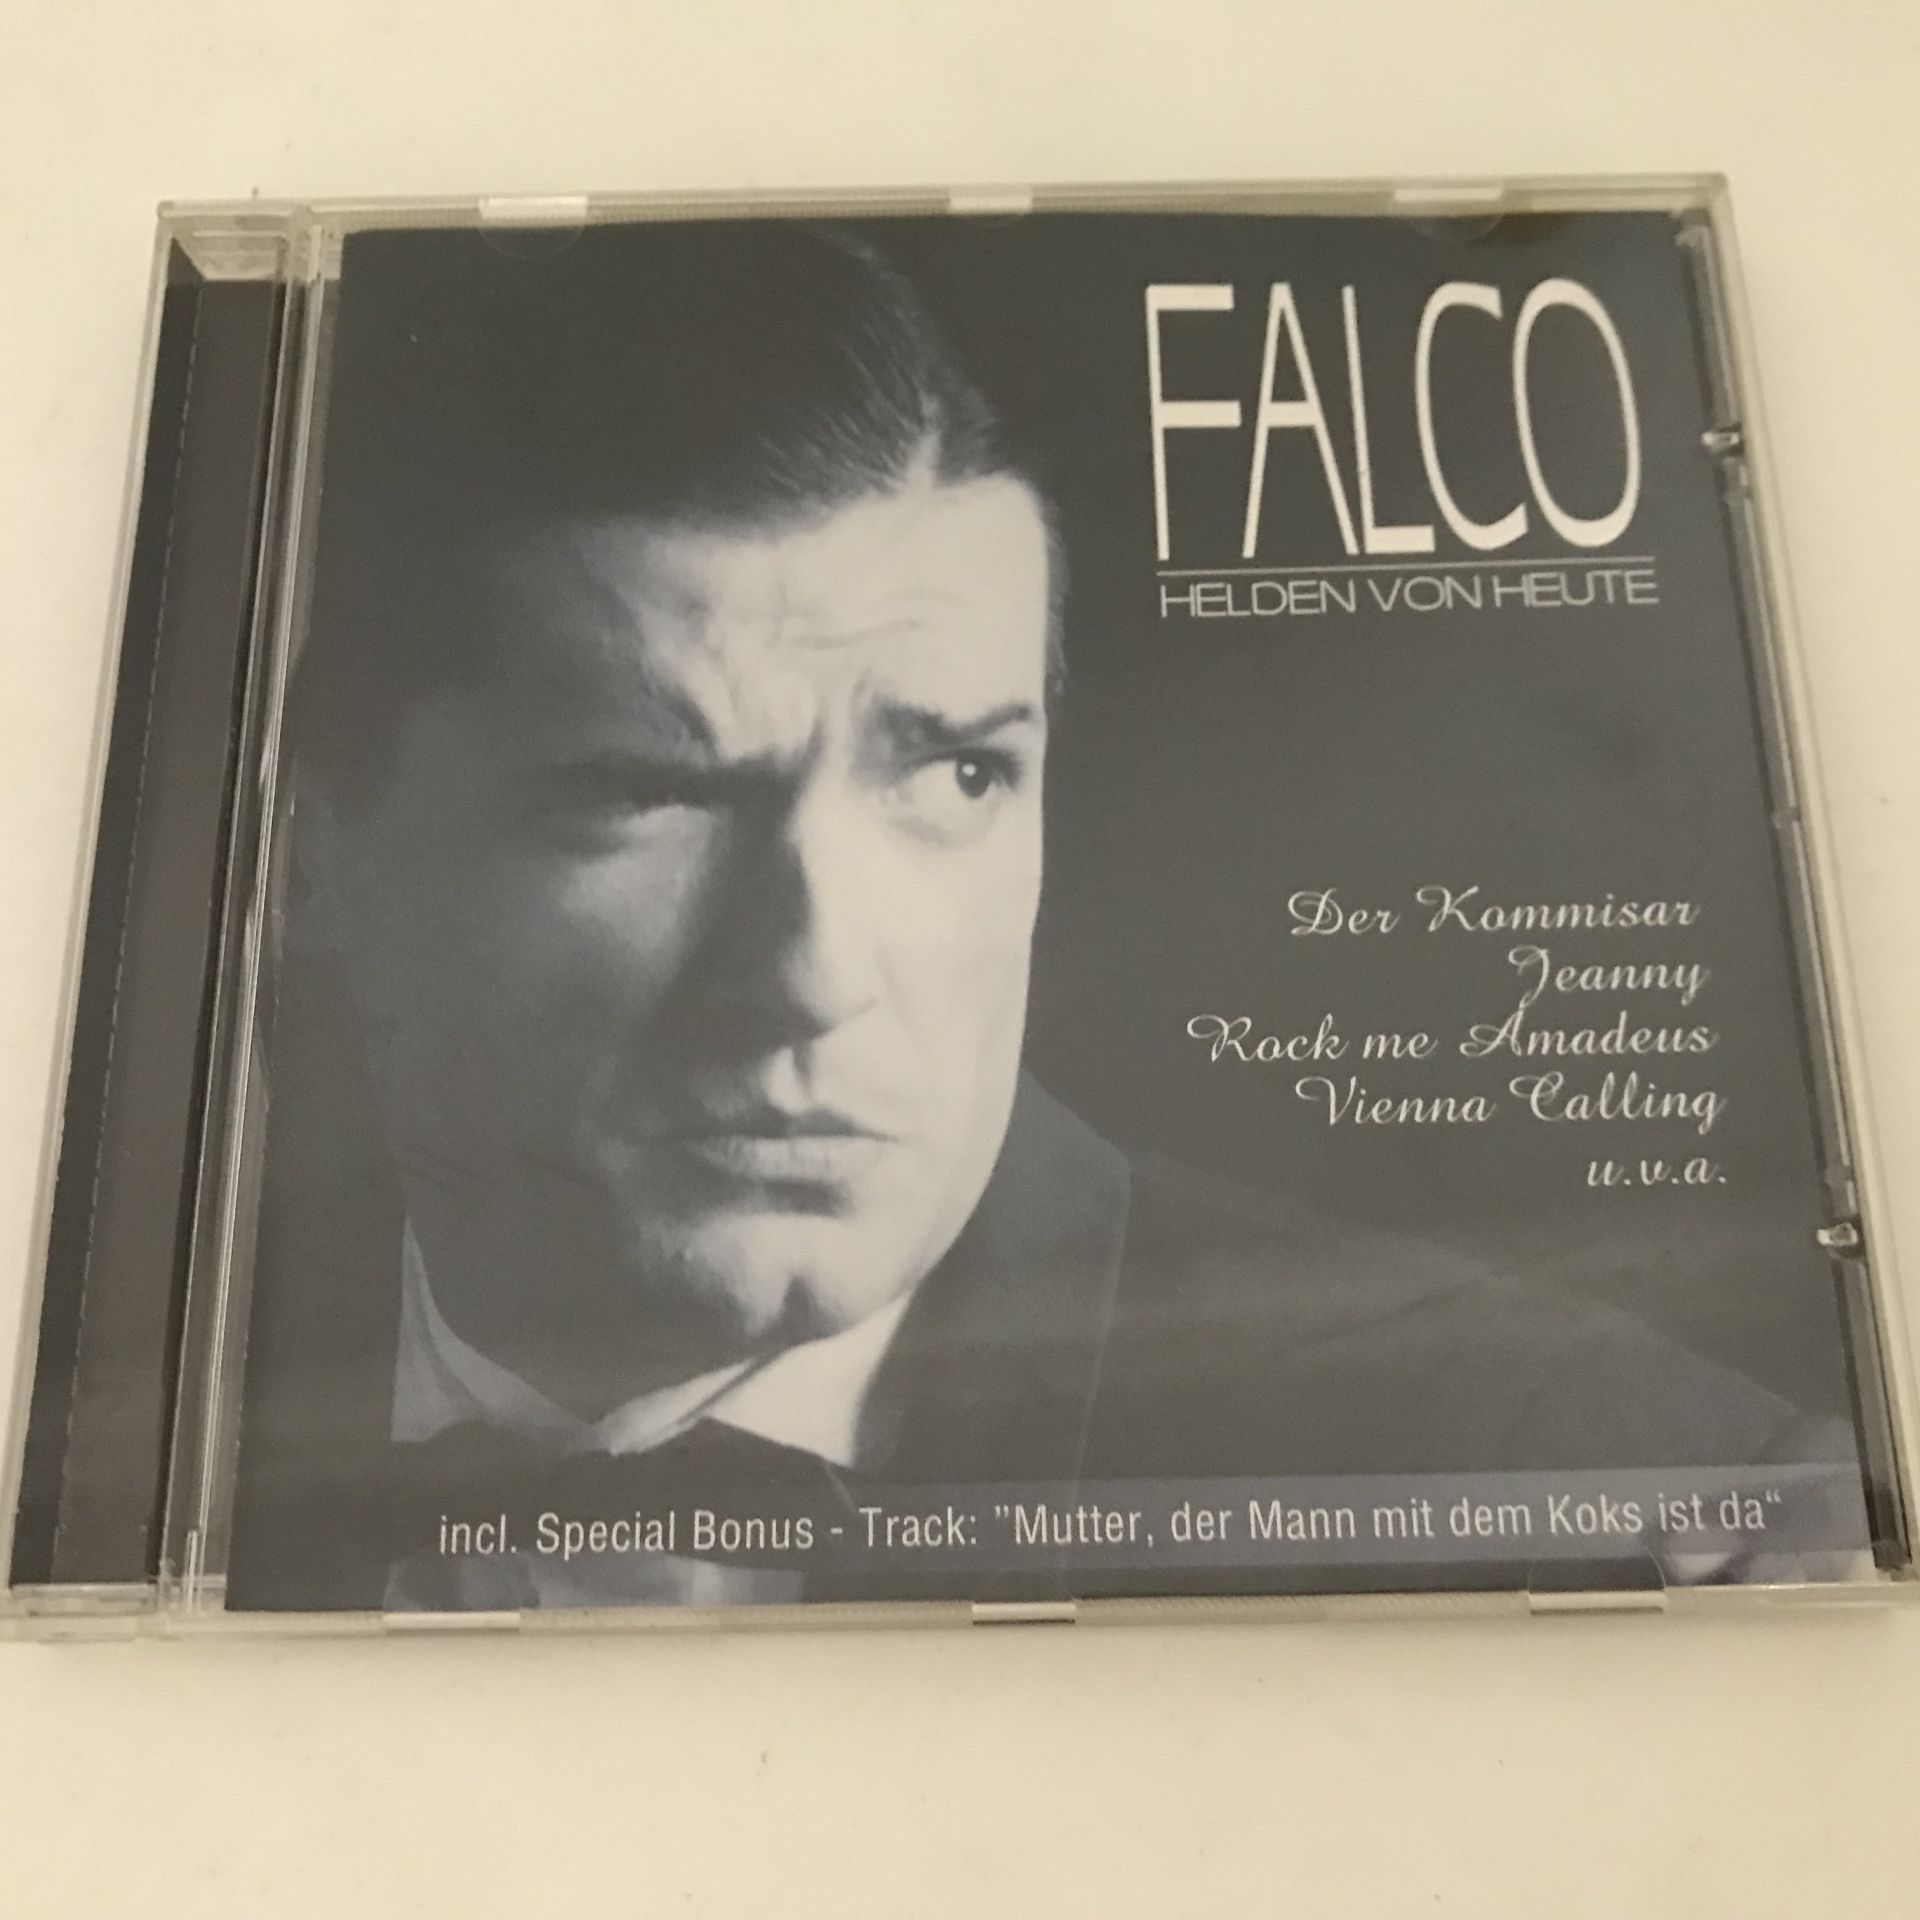 FALCO
HELDEN VON HEUTE
Der Kommisar
Jeanny
Rock me Amadeus
Vienna Calling
u.v.a.
incl. Special Bonus - Track: ”Mutter, der Mann mit dem Koks ist da“